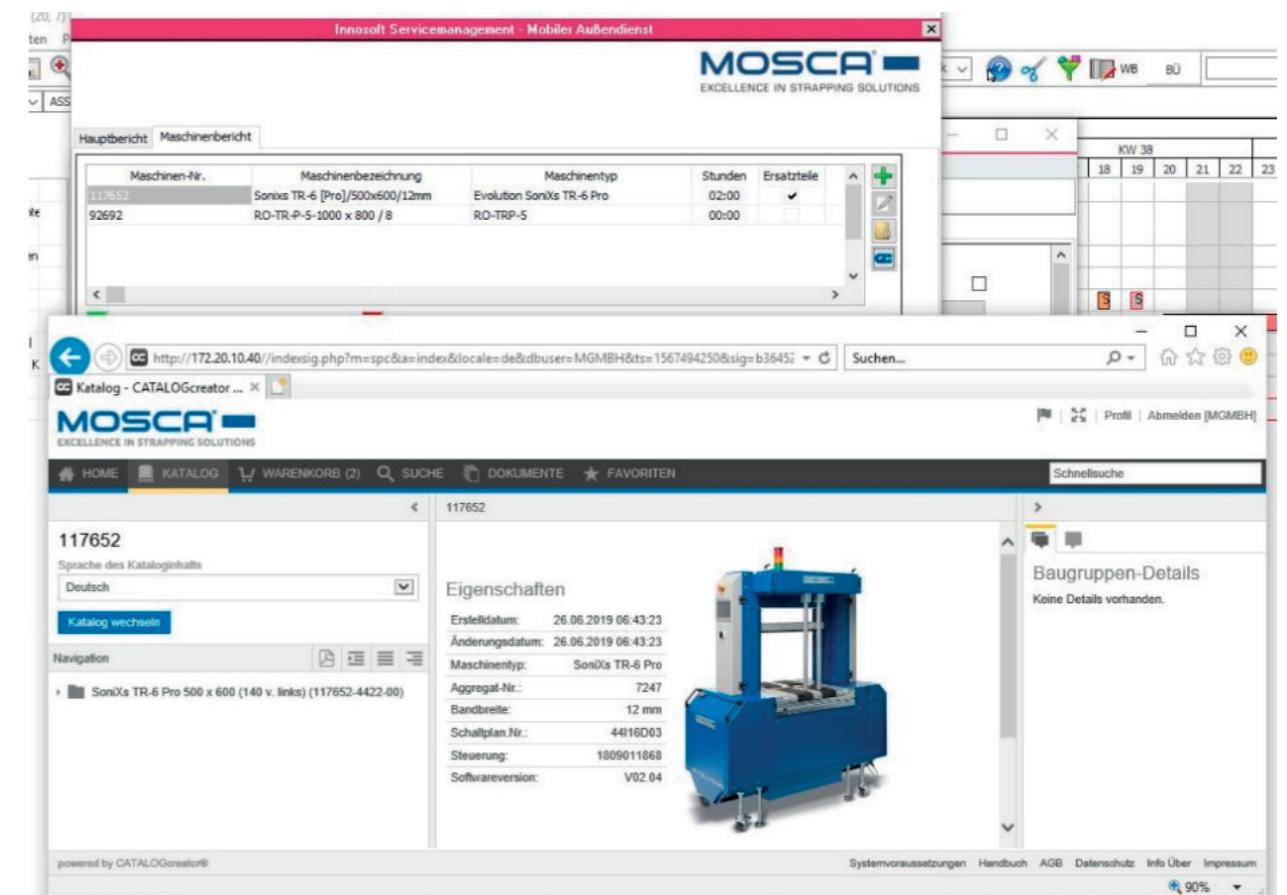 (20, 7)
ten P
Innosoft Servicemanagement - Mobiler Außendienst
MOSCA
EXCELLENCE IN STRAPPING SOLUTIONS
ASS
WB BÜ
Hauptbericht Maschinenbericht
KW 38
18 19 20 21 22 23
Maschinen-Nr. Maschinenbezeichnung Maschinentyp Stunden Ersatzteile
117652 Sonixs TR-6 [Pro]/500x600/12mm Evolution SoniXs TR-6 Pro 02:00
92692 RO-TR-P-5-1000 x 800 / 8 RO-TRP-5 00:00
en
S S
K
http://172.20.10.40//indexsig.php?m=spc&a=index&locale=de&dbuser=MGMBH&ts=1567494250&sig=b36452 Suchen...
Katalog - CATALOGcreator ...
MOSCA
EXCELLENCE IN STRAPPING SOLUTIONS
Profil Abmelden [MGMBH]
HOME KATALOG WARENKORB (2) SUCHE DOKUMENTE FAVORITEN Schnellsuche
117652
117652
Sprache des Kataloginhalts
Deutsch
Katalog wechseln
Navigation
SoniXs TR-6 Pro 500 x 600 (140 v. links) (117652-4422-00)
Eigenschaften
Erstelldatum: 26.06.2019 06:43:23
Änderungsdatum: 26.06.2019 06:43:23
Maschinentyp: SoniXs TR-6 Pro
Aggregat-Nr.: 7247
Bandbreite: 12 mm
Schaltplan.Nr.: 44I16D03
Steuerung: 1809011868
Softwareversion: V02.04
Baugruppen-Details
Keine Details vorhanden.
powered by CATALOGcreator®
Systemvoraussetzungen Handbuch AGB Datenschutz Info Über Impressum
90%